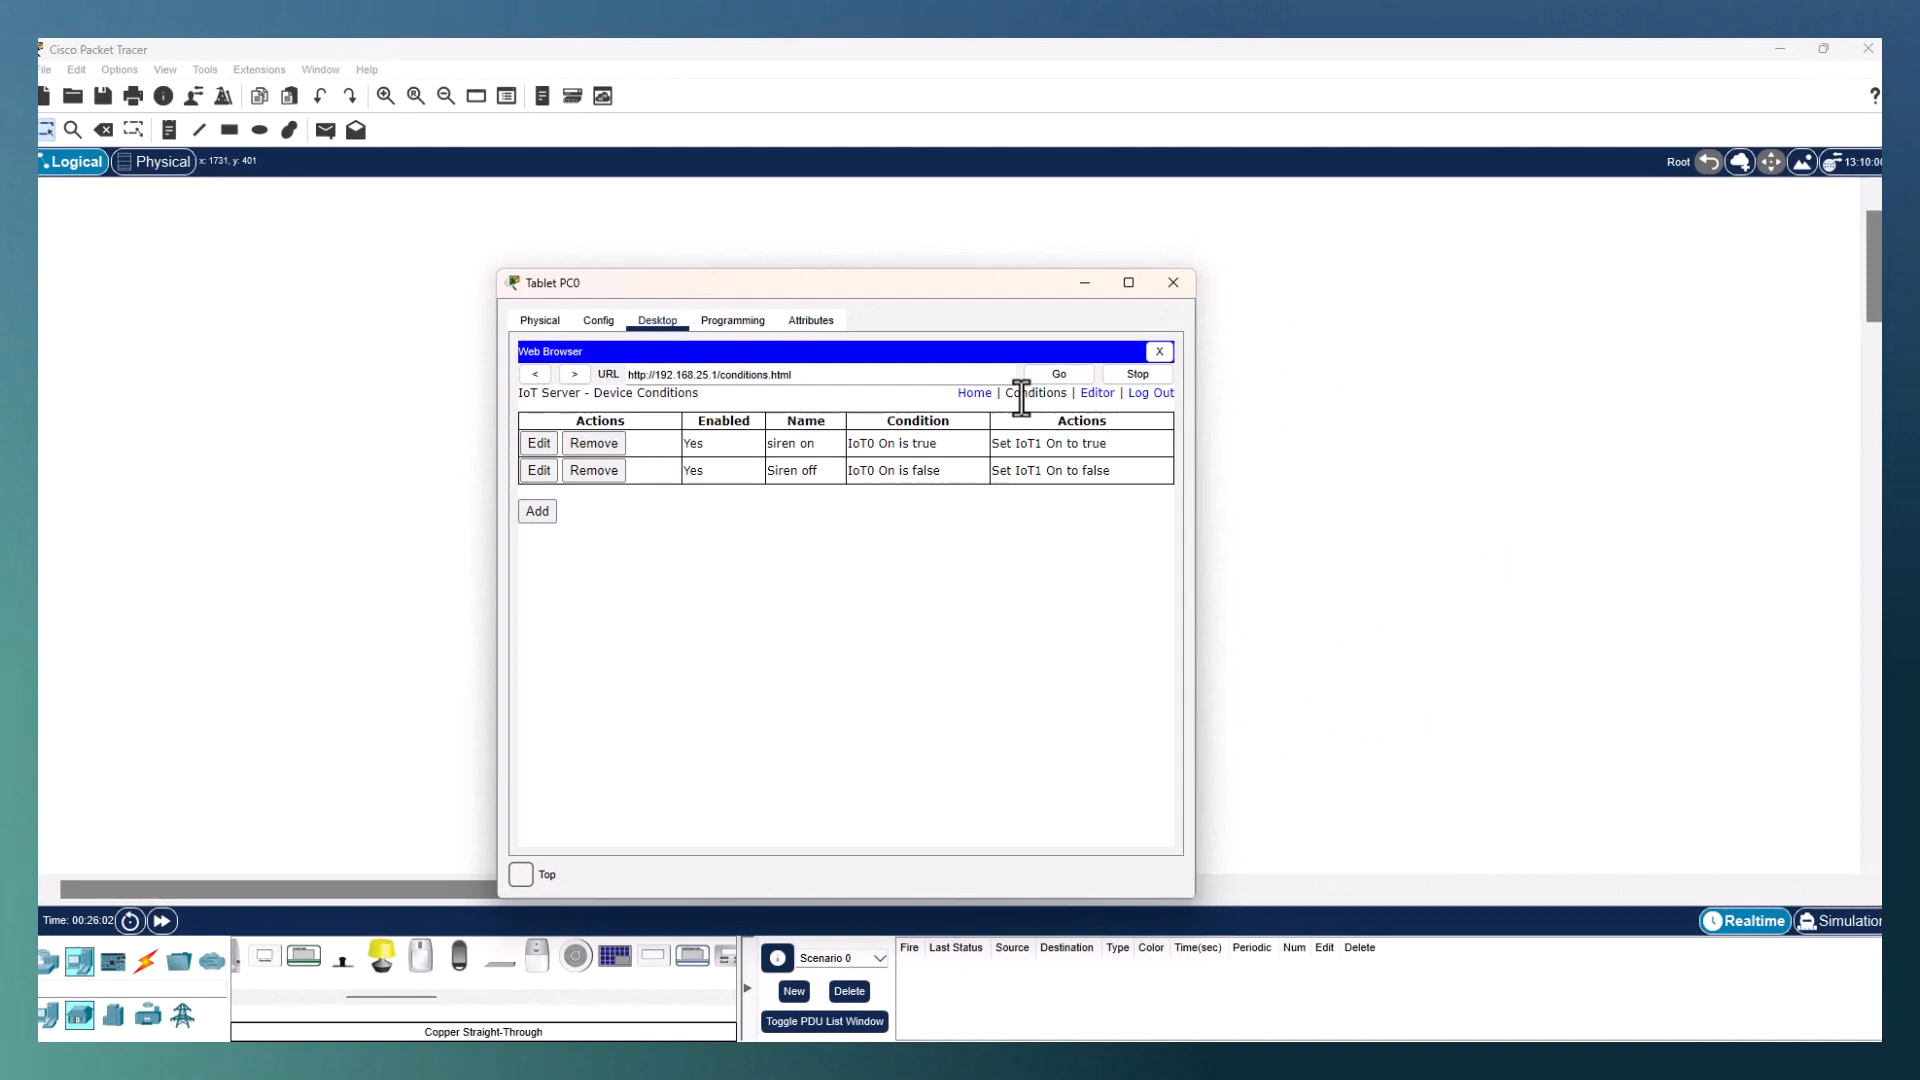 Cisco Packet Tracer
ile Edit Options View Tools Extensions Window Help
?
Logical Physical x: 1731, y: 401 Root 13:10:00
Tablet PC0
Physical Config Desktop Programming Attributes
Web Browser X
< > URL http://192.168.25.1/conditions.html Go Stop
IoT Server - Device Conditions Home | Conditions | Editor | Log Out
Actions Enabled Name Condition Actions
Edit Remove Yes siren on IoT0 On is true Set IoT1 On to true
Edit Remove Yes Siren off IoT0 On is false Set IoT1 On to false
Add
Top
Time: 00:26:02 Realtime Simulation
Fire Last Status Source Destination Type Color Time(sec) Periodic Num Edit Delete
Scenario 0
New Delete
Toggle PDU List Window
Copper Straight-Through